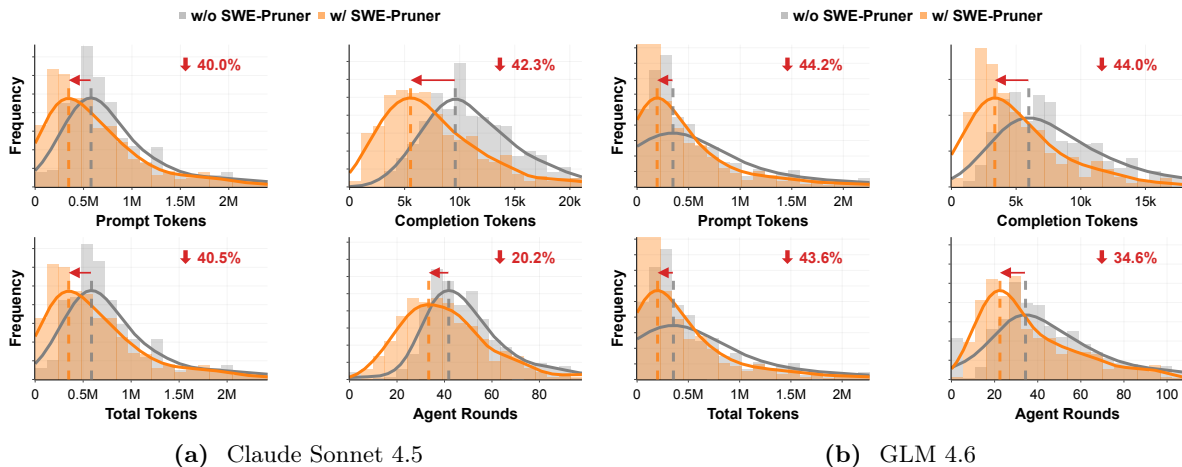 w/o SWE-Pruner w/ SWE-Pruner
w/o SWE-Pruner w/ SWE-Pruner
Frequency
40.0%
0 0.5M 1M 1.5M 2M
Prompt Tokens
42.3%
0 5k 10k 15k 20k
Completion Tokens
Frequency
44.2%
0 0.5M 1M 1.5M 2M
Prompt Tokens
44.0%
0 5k 10k 15k
Completion Tokens
Frequency
40.5%
0 0.5M 1M 1.5M 2M
Total Tokens
20.2%
0 20 40 60 80
Agent Rounds
Frequency
43.6%
0 0.5M 1M 1.5M 2M
Total Tokens
34.6%
0 20 40 60 80 100
Agent Rounds
(a) Claude Sonnet 4.5
(b) GLM 4.6